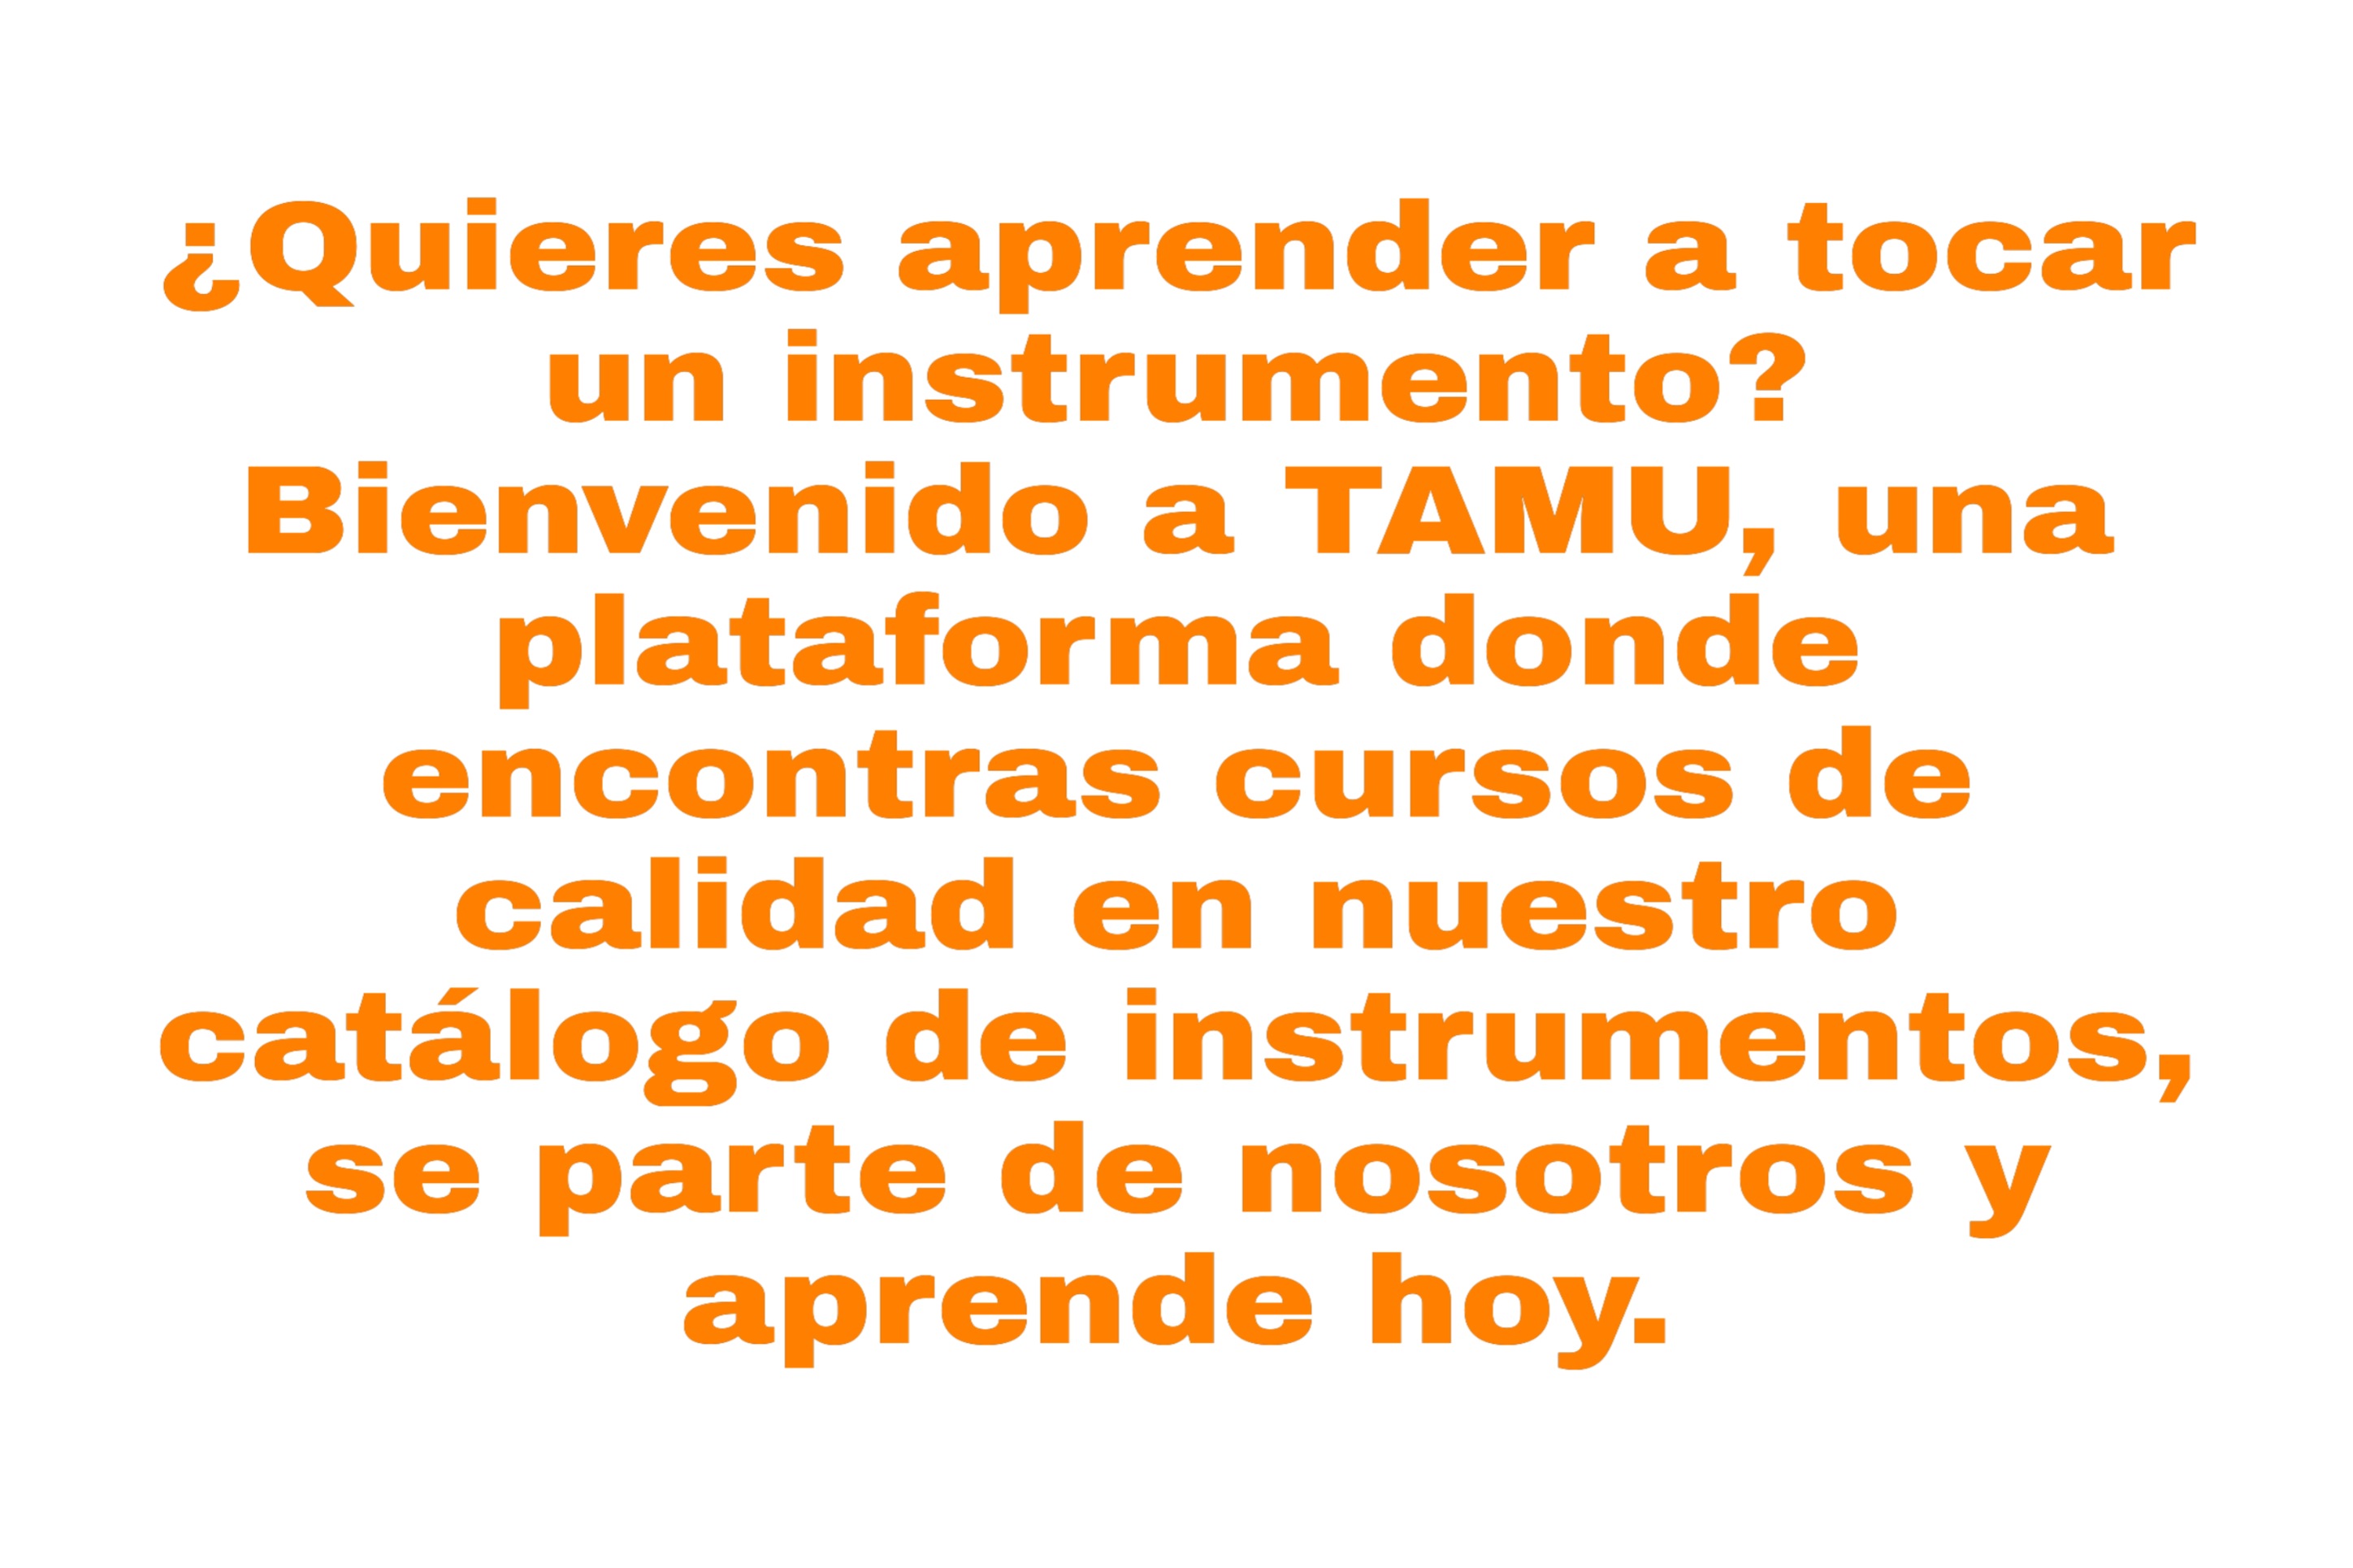 ¿Quieres aprender a tocar
un instrumento?
Bienvenido a TAMU, una
plataforma donde
encontras cursos de
calidad en nuestro
catálogo de instrumentos,
se parte de nosotros y
aprende hoy.